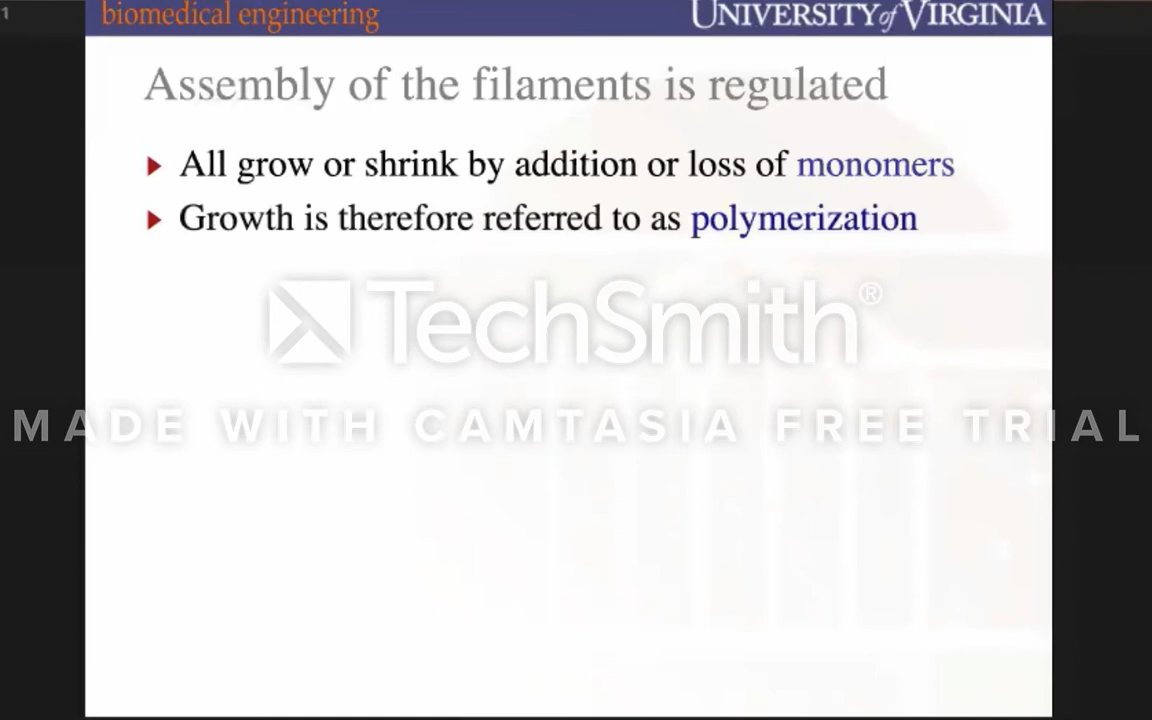 1
biomedical engineering
UNIVERSITY of VIRGINIA
Assembly of the filaments is regulated
All grow or shrink by addition or loss of monomers
Growth is therefore referred to as polymerization
TechSmith®
MADE WITH CAMTASIA FREE TRIAL